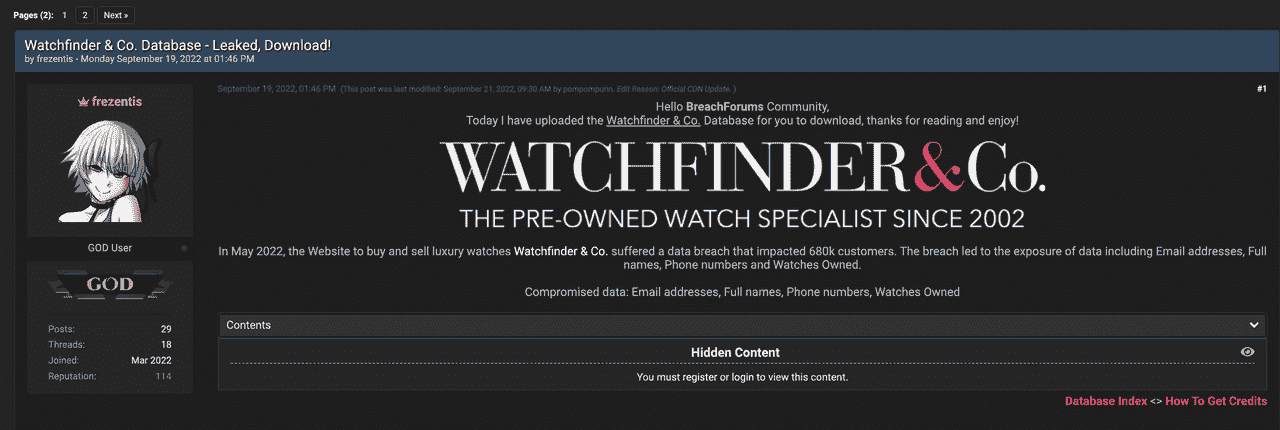 Pages (2): 1 2 Next »
Watchfinder & Co. Database - Leaked, Download!
by frezentis - Monday September 19, 2022 at 01:46 PM
September 19, 2022, 01:46 PM (This post was last modified: September 21, 2022, 09:30 AM by pompompurin. Edit Reason: Official CDN Update. )
#1
frezentis
GOD User
GOD
Posts: 29
Threads: 18
Joined: Mar 2022
Reputation: 114
Hello BreachForums Community,
Today I have uploaded the Watchfinder & Co. Database for you to download, thanks for reading and enjoy!
WATCHFINDER&Co.
THE PRE-OWNED WATCH SPECIALIST SINCE 2002
In May 2022, the Website to buy and sell luxury watches Watchfinder & Co. suffered a data breach that impacted 680k customers. The breach led to the exposure of data including Email addresses, Full
names, Phone numbers and Watches Owned.
Compromised data: Email addresses, Full names, Phone numbers, Watches Owned
Contents
Hidden Content
You must register or login to view this content.
Database Index <> How To Get Credits